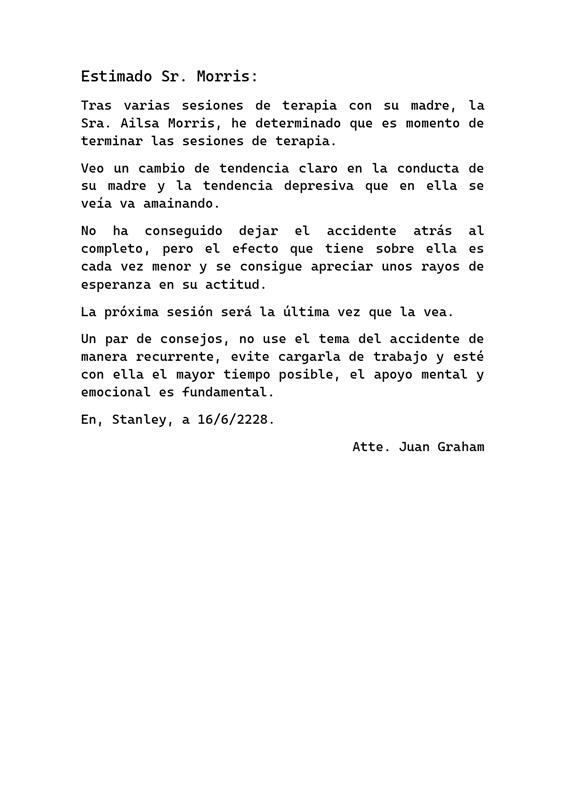 Estimado Sr. Morris:
Tras varias sesiones de terapia con su madre, la
Sra. Ailsa Morris, he determinado que es momento de
terminar las sesiones de terapia.
Veo un cambio de tendencia claro en la conducta de
su madre y la tendencia depresiva que en ella se
veía va amainando.
No ha conseguido dejar el accidente atrás al
completo, pero el efecto que tiene sobre ella es
cada vez menor y se consigue apreciar unos rayos de
esperanza en su actitud.
La próxima sesión será la última vez que la vea.
Un par de consejos, no use el tema del accidente de
manera recurrente, evite cargarla de trabajo y esté
con ella el mayor tiempo posible, el apoyo mental y
emocional es fundamental.
En, Stanley, a 16/6/2228.
Atte. Juan Graham